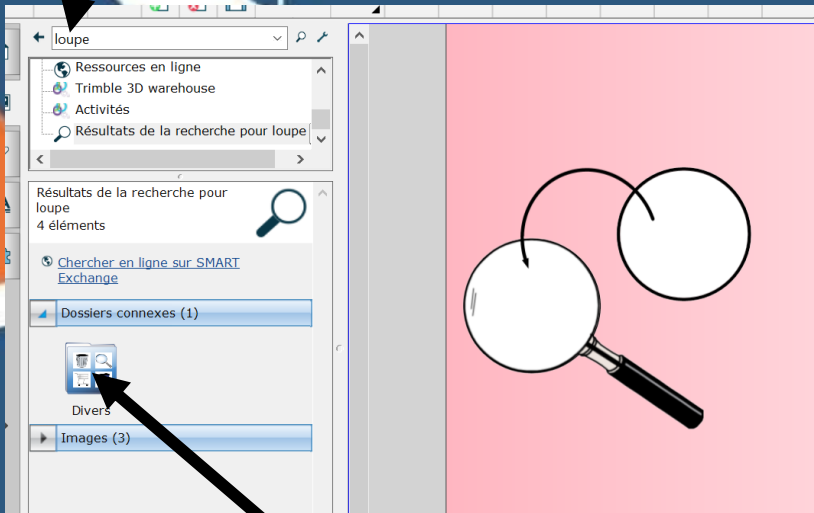 loupe
Ressources en ligne
Trimble 3D warehouse
Activités
Résultats de la recherche pour loupe
Résultats de la recherche pour
loupe
4 éléments
Chercher en ligne sur SMART
Exchange
Dossiers connexes (1)
Divers
Images (3)